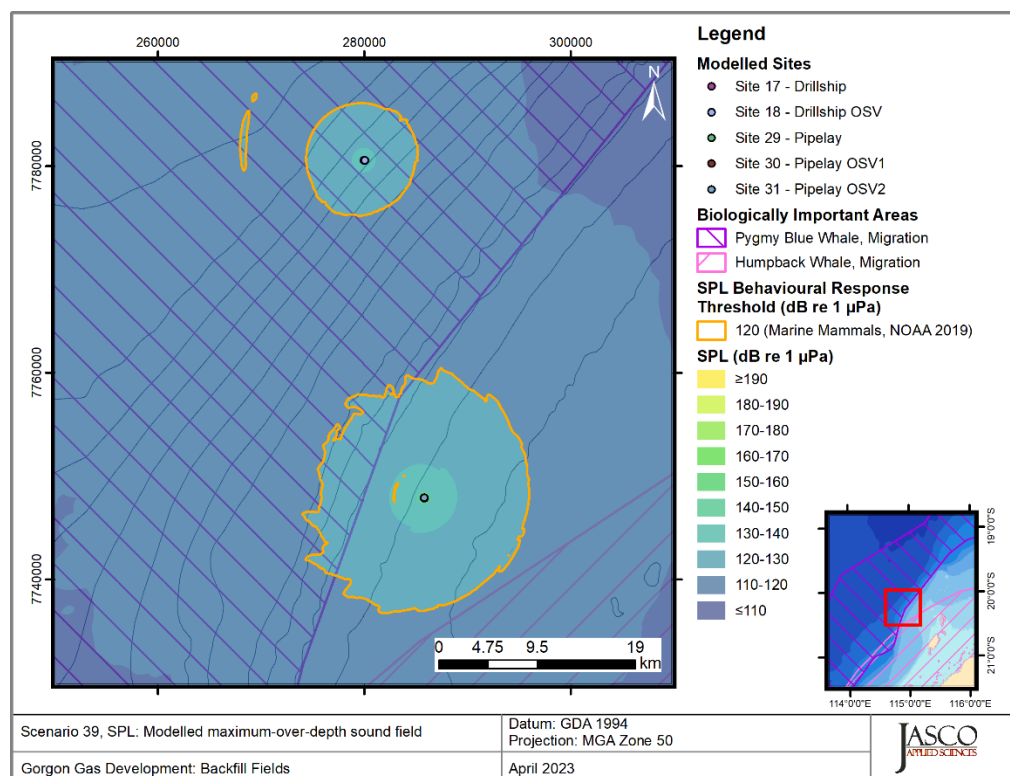 260000 280000 300000
N
7780000
7760000
7740000
0 4.75 9.5 19
km
Legend
Modelled Sites
Site 17 - Drillship
Site 18 - Drillship OSV
Site 29 - Pipelay
Site 30 - Pipelay OSV1
Site 31 - Pipelay OSV2
Biologically Important Areas
Pygmy Blue Whale, Migration
Humpback Whale, Migration
SPL Behavioural Response
Threshold (dB re 1 µPa)
120 (Marine Mammals, NOAA 2019)
SPL (dB re 1 µPa)
≥190
180-190
170-180
160-170
150-160
140-150
130-140
120-130
110-120
≤110
19°0'0"S
20°0'0"S
21°0'0"S
114°0'0"E 115°0'0"E 116°0'0"E
Scenario 39, SPL: Modelled maximum-over-depth sound field
Datum: GDA 1994
Projection: MGA Zone 50
Gorgon Gas Development: Backfill Fields
April 2023
JASCO
APPLIED SCIENCES